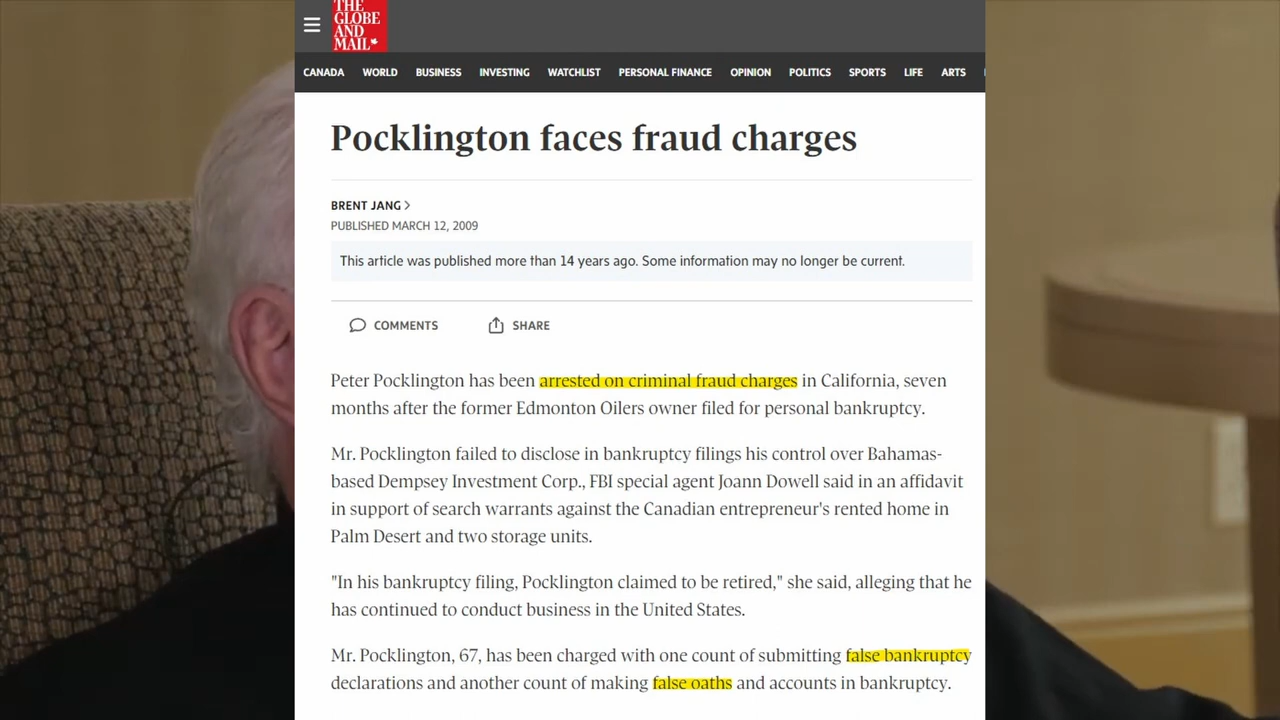 THE
GLOBE
AND
MAIL
CANADA WORLD BUSINESS INVESTING WATCHLIST PERSONAL FINANCE OPINION POLITICS SPORTS LIFE ARTS
Pocklington faces fraud charges
BRENT JANG
PUBLISHED MARCH 12, 2009
This article was published more than 14 years ago. Some information may no longer be current.
COMMENTS SHARE
Peter Pocklington has been arrested on criminal fraud charges in California, seven
months after the former Edmonton Oilers owner filed for personal bankruptcy.
Mr. Pocklington failed to disclose in bankruptcy filings his control over Bahamas-
based Dempsey Investment Corp., FBI special agent Joann Dowell said in an affidavit
in support of search warrants against the Canadian entrepreneur's rented home in
Palm Desert and two storage units.
"In his bankruptcy filing, Pocklington claimed to be retired," she said, alleging that he
has continued to conduct business in the United States.
Mr. Pocklington, 67, has been charged with one count of submitting false bankruptcy
declarations and another count of making false oaths and accounts in bankruptcy.